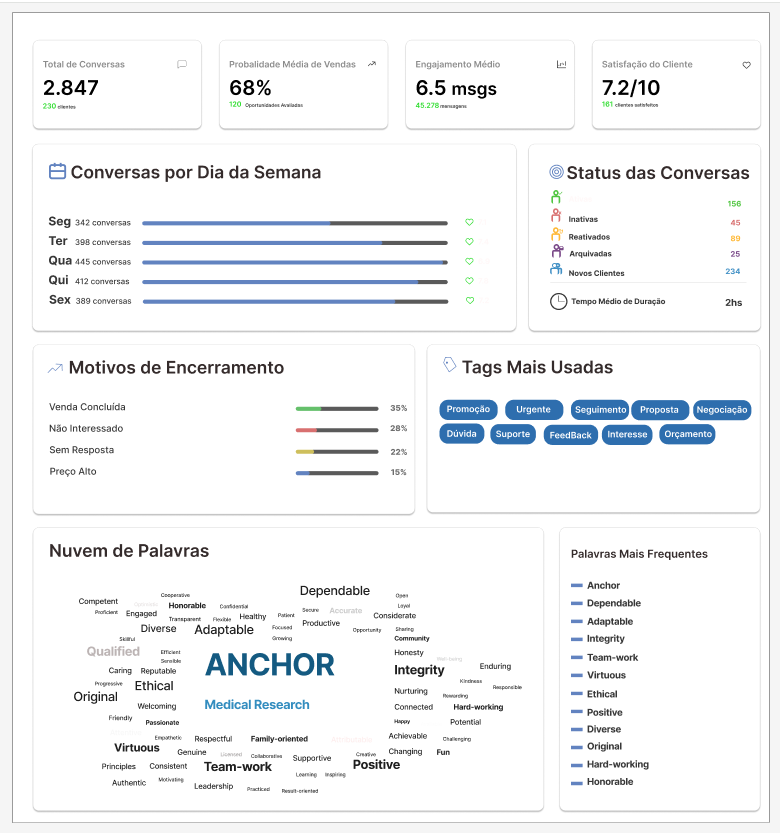 Total de Conversas
2.847
230 clientes
Probalidade Média de Vendas
68%
120 Oportunidades Avaliadas
Engajamento Médio
6.5 msgs
45.278 mensagens
Satisfação do Cliente
7.2/10
161 clientes satisfeitos
Conversas por Dia da Semana
Seg 342 conversas
Ter 398 conversas
Qua 445 conversas
Qui 412 conversas
Sex 389 conversas
Status das Conversas
156
Inativas 45
Reativados 89
Arquivadas 25
Novos Clientes 234
Tempo Médio de Duração 2hs
Motivos de Encerramento
Venda Concluída 35%
Não Interessado 28%
Sem Resposta 22%
Preço Alto 15%
Tags Mais Usadas
Promoção Urgente Seguimento Proposta Negociação
Dúvida Suporte FeedBack Interesse Orçamento
Nuvem de Palavras
Dependable
Cooperative Open
Competent Honorable Confidential Loyal
Proficient Engaged Secure Accurate
Transparent Flexible Healthy Patient Considerate
Diverse Adaptable Focused Productive Opportunity Sharing
Skillful Growing Community
Qualified Efficient Honesty
Sensible Well-being
ANCHOR
Caring Reputable Integrity Enduring
Progressive Ethical Kindness Responsible
Original Nurturing Rewarding
Welcoming Medical Research Connected Hard-working
Friendly Passionate Happy Potential
Empathetic Respectful Family-oriented Achievable Challenging
Virtuous Genuine Licensed Collaborative Supportive Creative Changing Fun
Principles Consistent Team-work Positive
Authentic Motivating Learning Inspiring
Leadership Practiced Result-oriented
Palavras Mais Frequentes
Anchor
Dependable
Adaptable
Integrity
Team-work
Virtuous
Ethical
Positive
Diverse
Original
Hard-working
Honorable